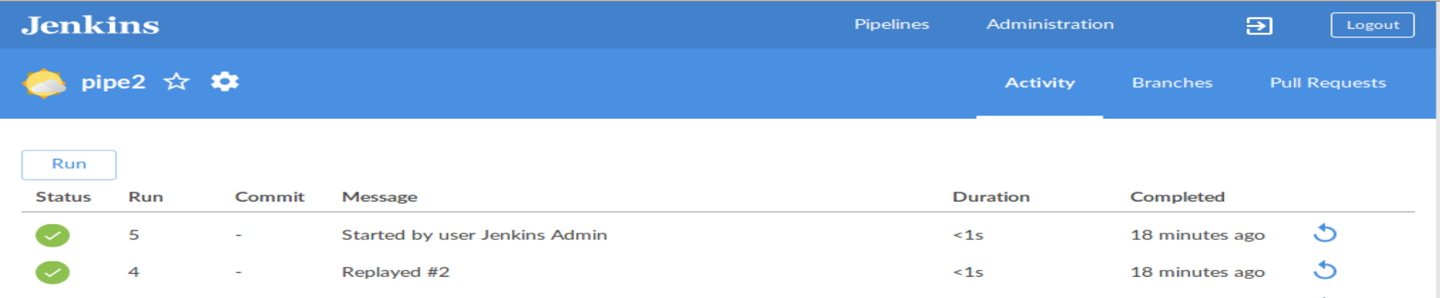 Jenkins Pipelines Administration Logout
pipe2 Activity Branches Pull Requests
Run
Status Run Commit Message Duration Completed
5 - Started by user Jenkins Admin <1s 18 minutes ago
4 - Replayed #2 <1s 18 minutes ago